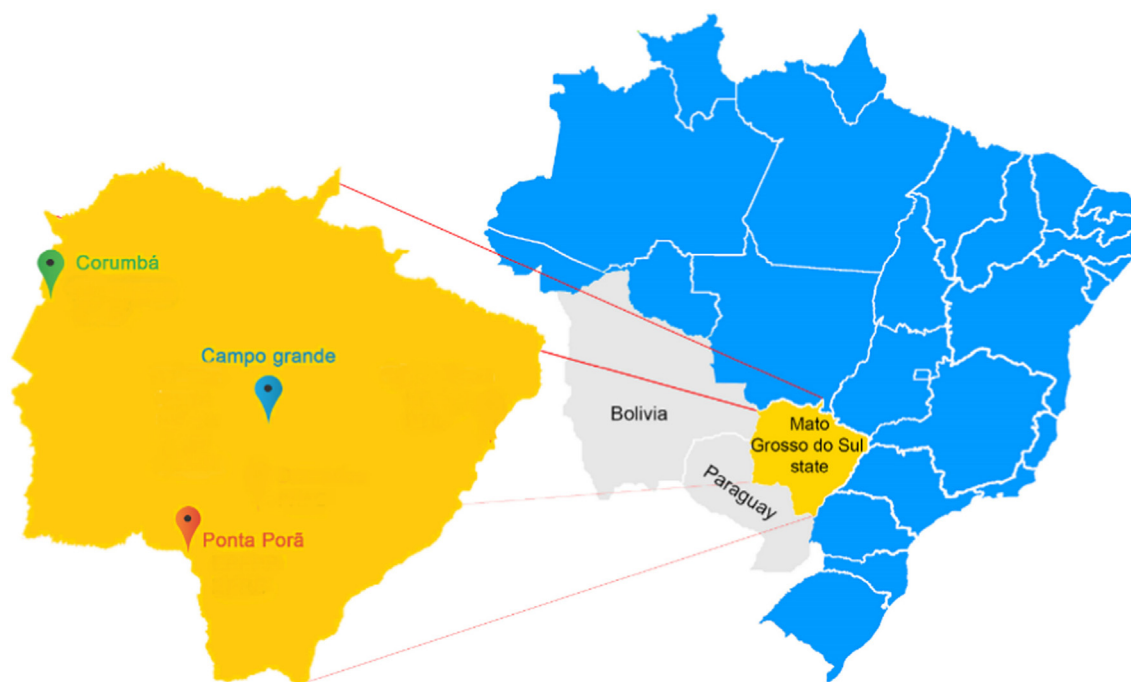 Corumbá
Campo grande
Ponta Porã
Bolivia
Paraguay
Mato
Grosso do Sul
state